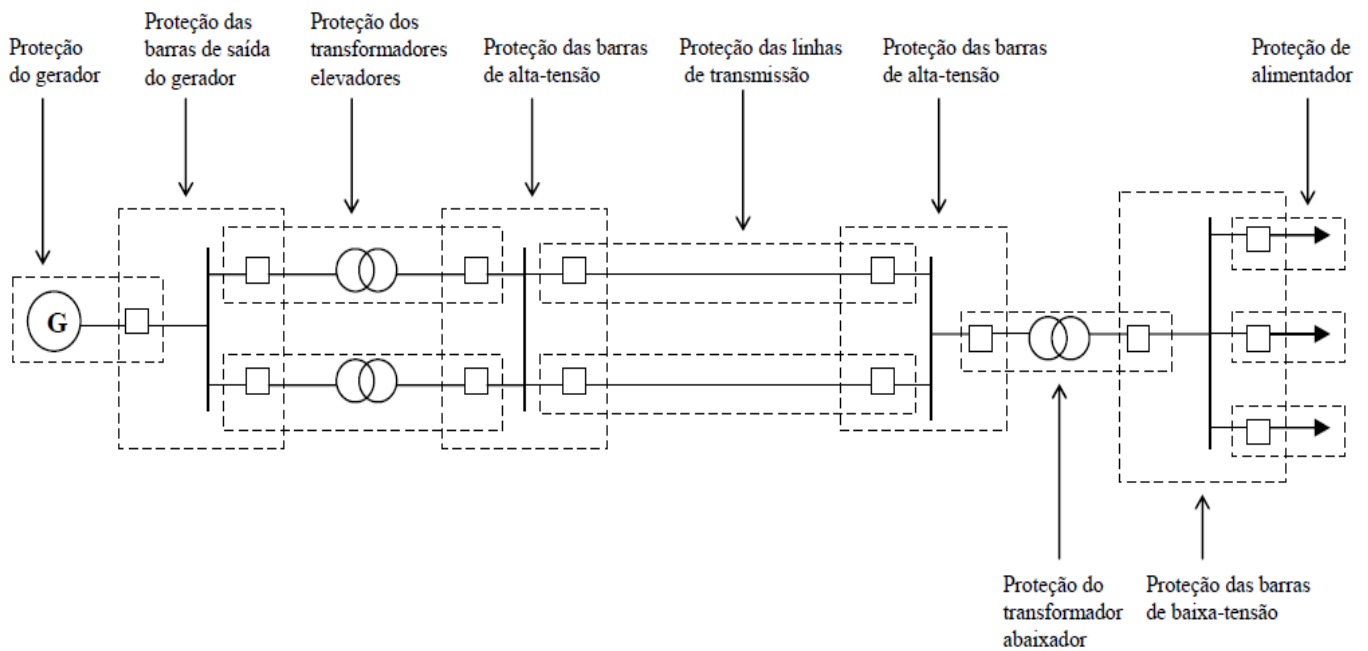 Proteção
do gerador
Proteção das
barras de saída
do gerador
Proteção dos
transformadores
elevadores
Proteção das barras
de alta-tensão
Proteção das linhas
de transmissão
Proteção das barras
de alta-tensão
Proteção de
alimentador
G
Proteção do
transformador
abaixador
Proteção das barras
de baixa-tensão